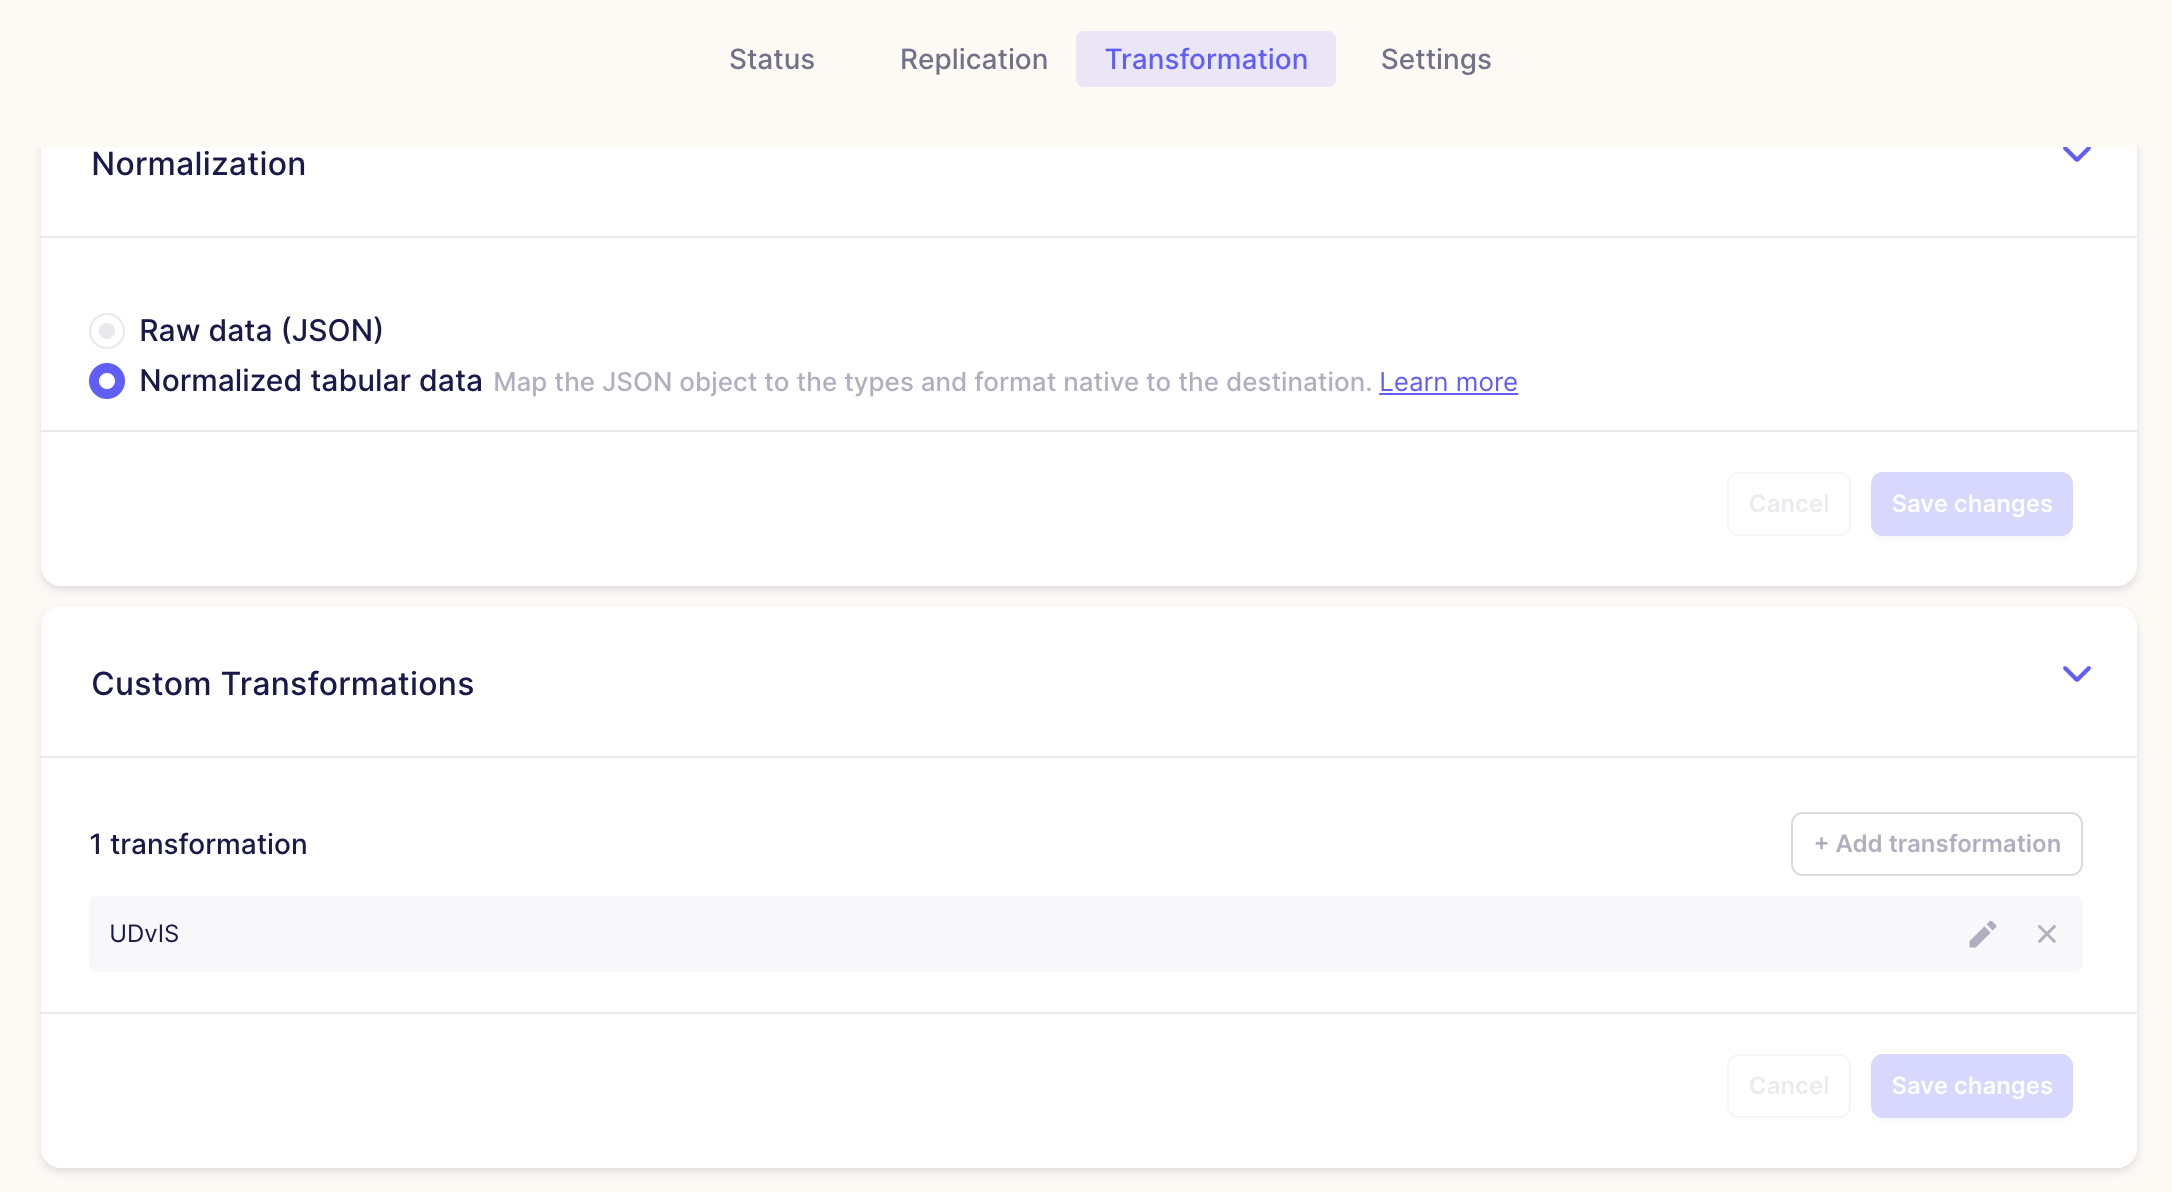 Status Replication Transformation Settings
Normalization
Raw data (JSON)
Normalized tabular data Map the JSON object to the types and format native to the destination. Learn more
Cancel Save changes
Custom Transformations
1 transformation
+ Add transformation
UDvIS
Cancel Save changes